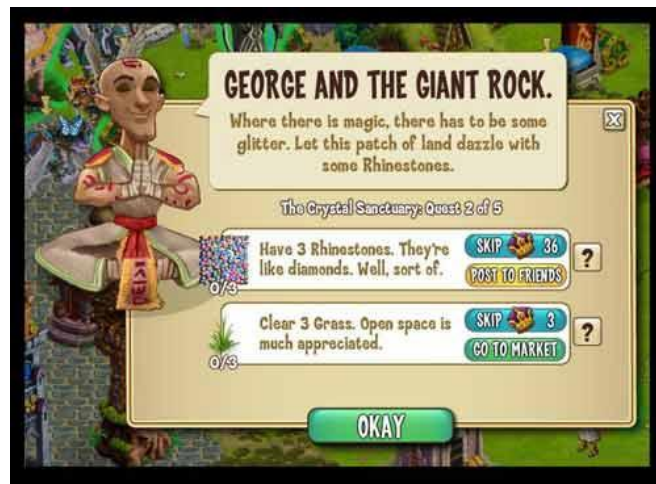 GEORGE AND THE GIANT ROCK.
Where there is magic, there has to be some
glitter. Let this patch of land dazzle with
some Rhinestones.
The Crystal Sanctuary: Quest 2 of 5
Have 3 Rhinestones. They're
like diamonds. Well, sort of.
0/3
SKIP 36
POST TO FRIENDS
?
Clear 3 Grass. Open space is
much appreciated.
0/3
SKIP 3
GO TO MARKET
?
OKAY